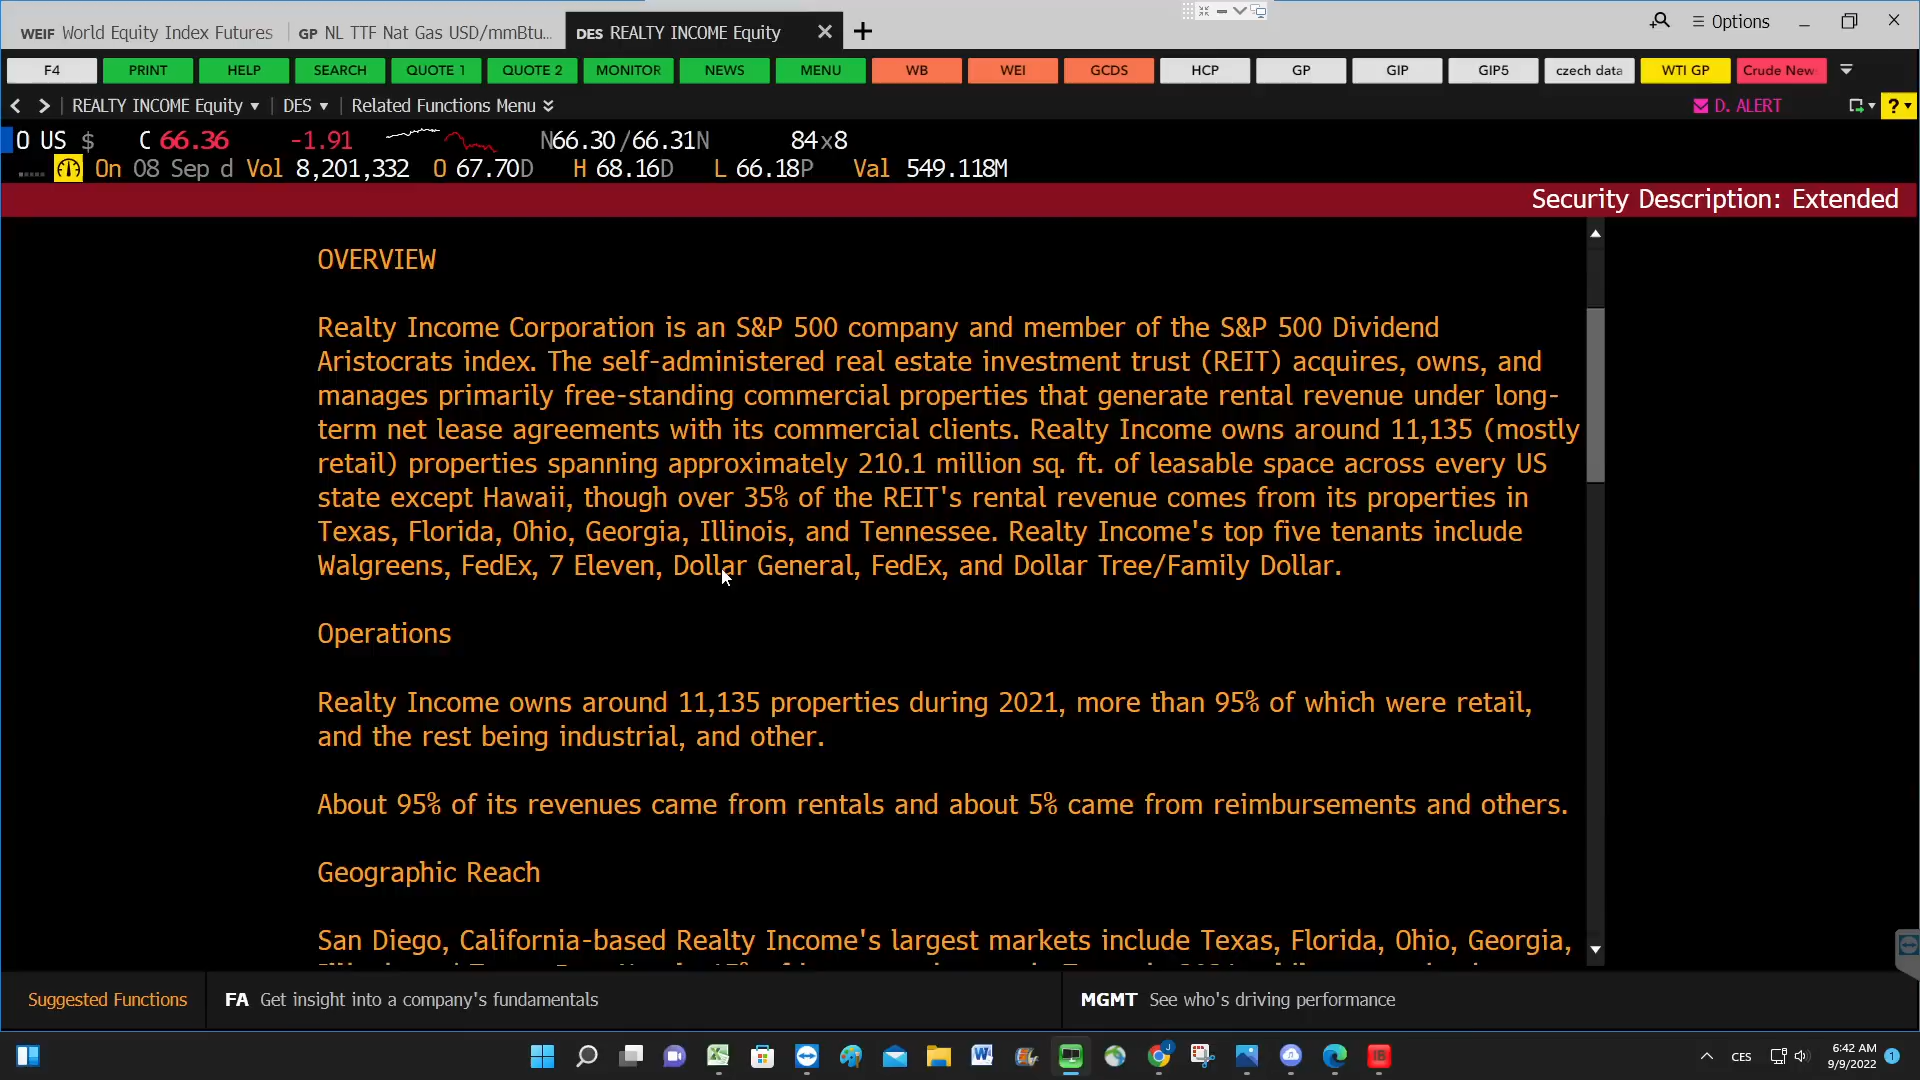 WEIF World Equity Index Futures
GP NL TTF Nat Gas USD/mmBtu...
DES REALTY INCOME Equity
Options
F4 PRINT HELP SEARCH QUOTE 1 QUOTE 2 MONITOR NEWS MENU WB WEI GCDS HCP GP GIP GIP5 czech data WTI GP Crude New
REALTY INCOME Equity DES Related Functions Menu D. ALERT ?
O US $ C 66.36 -1.91 N66.30/66.31N 84x8
On 08 Sep d Vol 8,201,332 O 67.70D H 68.16D L 66.18P Val 549.118M
Security Description: Extended
OVERVIEW
Realty Income Corporation is an S&P 500 company and member of the S&P 500 Dividend
Aristocrats index. The self-administered real estate investment trust (REIT) acquires, owns, and
manages primarily free-standing commercial properties that generate rental revenue under long-
term net lease agreements with its commercial clients. Realty Income owns around 11,135 (mostly
retail) properties spanning approximately 210.1 million sq. ft. of leasable space across every US
state except Hawaii, though over 35% of the REIT's rental revenue comes from its properties in
Texas, Florida, Ohio, Georgia, Illinois, and Tennessee. Realty Income's top five tenants include
Walgreens, FedEx, 7 Eleven, Dollar General, FedEx, and Dollar Tree/Family Dollar.
Operations
Realty Income owns around 11,135 properties during 2021, more than 95% of which were retail,
and the rest being industrial, and other.
About 95% of its revenues came from rentals and about 5% came from reimbursements and others.
Geographic Reach
San Diego, California-based Realty Income's largest markets include Texas, Florida, Ohio, Georgia,
Suggested Functions FA Get insight into a company's fundamentals MGMT See who's driving performance
CES 6:42 AM
9/9/2022 1